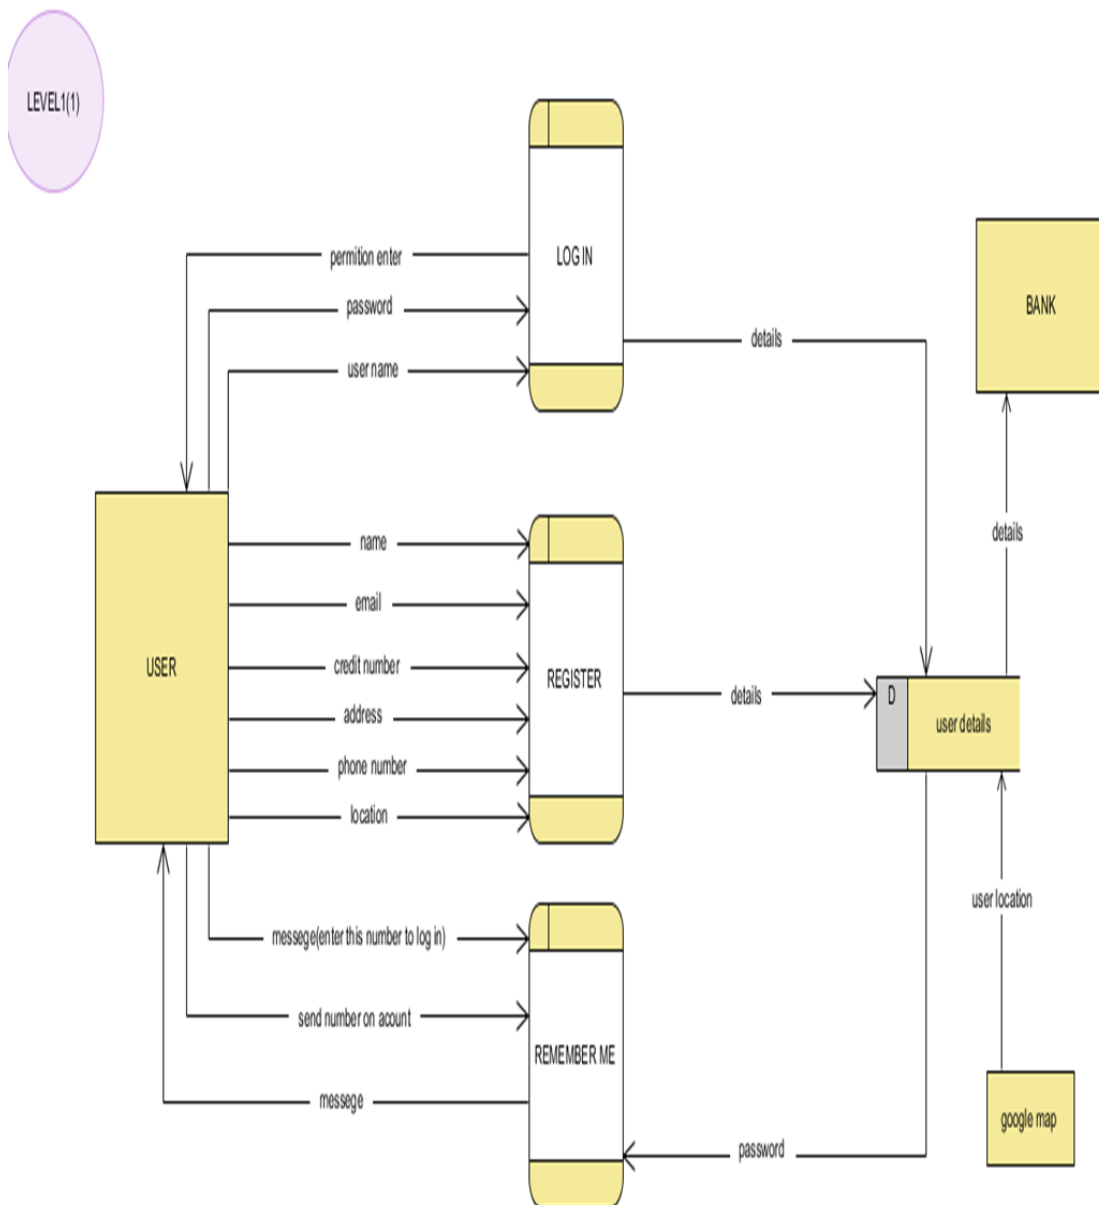 LEVEL1(1)
LOG IN
permition enter
password
user name
details
BANK
details
USER
name
email
credit number
address
phone number
location
REGISTER
details
D
user details
user location
messege(enter this number to log in)
send number on acount
REMEMBER ME
messege
password
google map